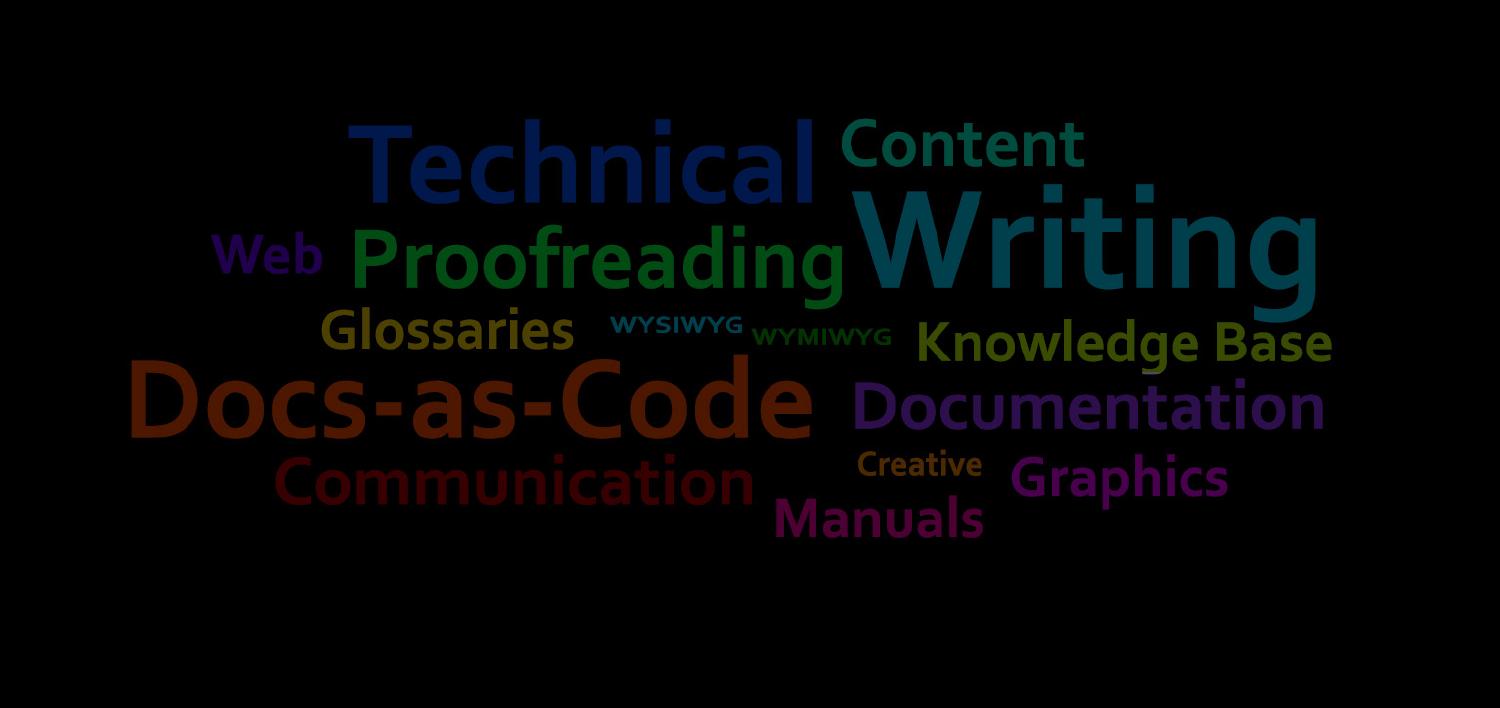 Technical Content
Web Proofreading Writing
Glossaries WYSIWYG WYMIWYG Knowledge Base
Docs-as-Code Documentation
Communication Creative Graphics
Manuals